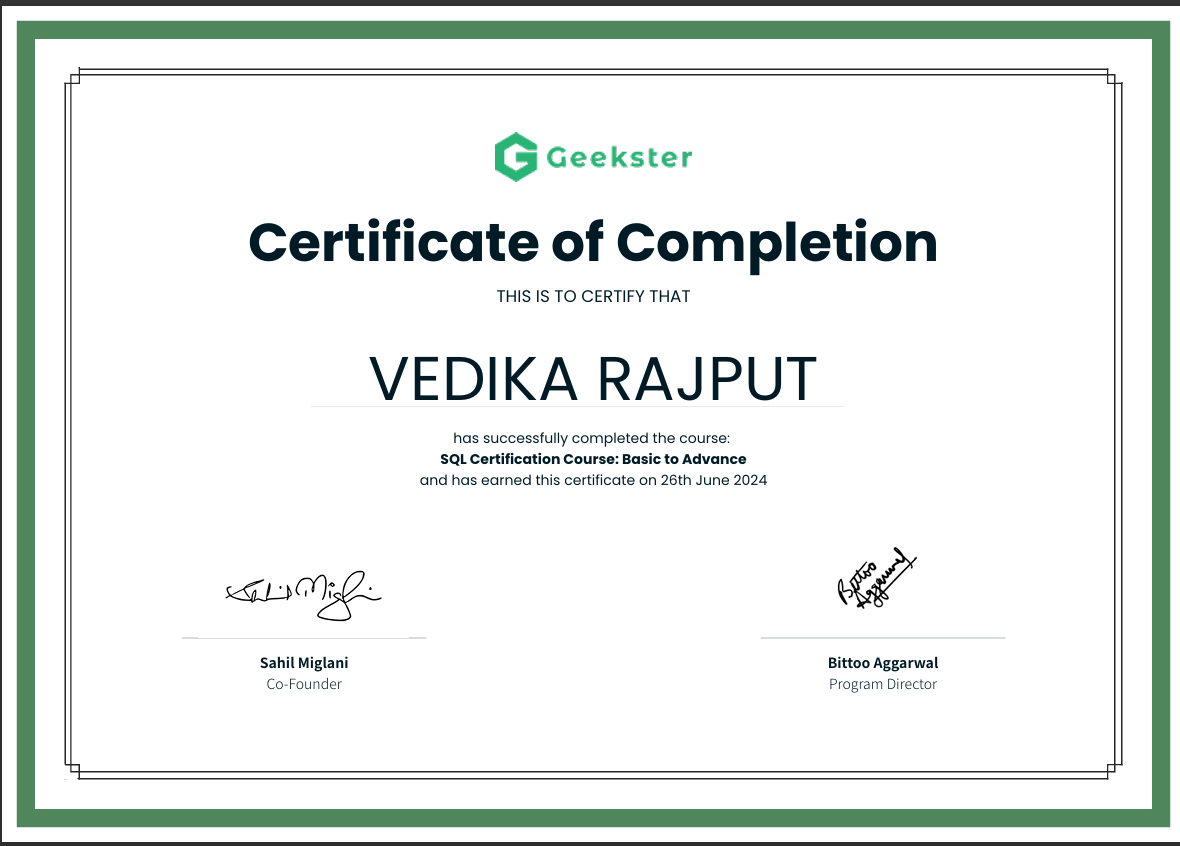 Geekster
Certificate of Completion
THIS IS TO CERTIFY THAT
VEDIKA RAJPUT
has successfully completed the course:
SQL Certification Course: Basic to Advance
and has earned this certificate on 26th June 2024
Sahil Miglani
Bittoo
Aggarwal
Sahil Miglani
Bittoo Aggarwal
Co-Founder
Program Director